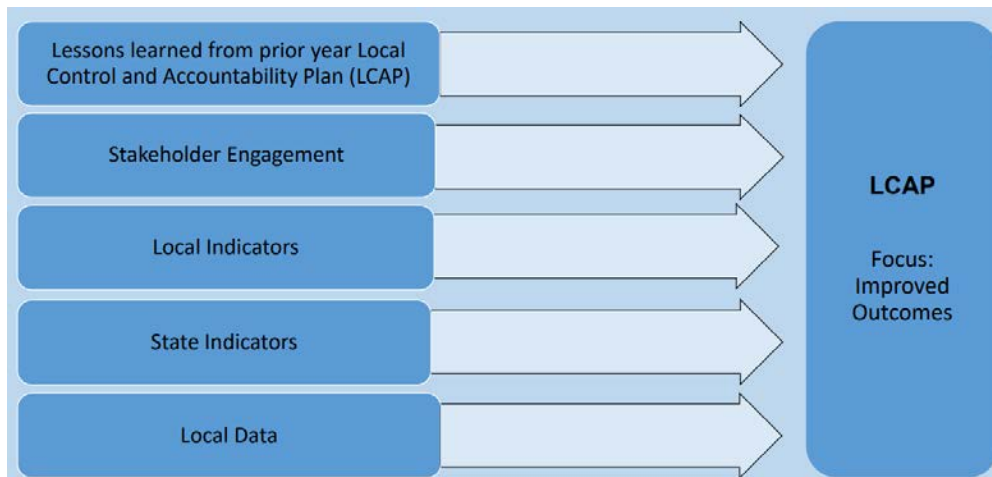 Lessons learned from prior year Local
Control and Accountability Plan (LCAP)
Stakeholder Engagement
Local Indicators
State Indicators
Local Data
LCAP
Focus:
Improved
Outcomes